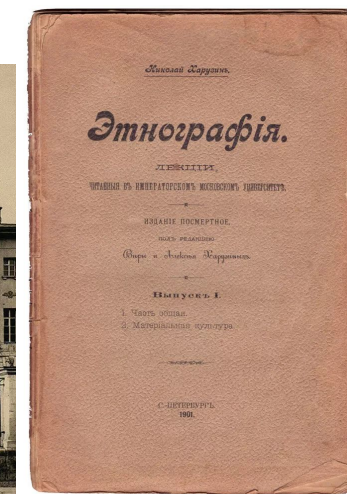 Николай Харузинъ.
Этнографія.
ЛЕКЦІИ,
ЧИТАННЫЯ ВЪ ИМПЕРАТОРСКОМЪ МОСКОВСКОМЪ УНИВЕРСИТЕТѢ.
ИЗДАНІЕ ПОСМЕРТНОЕ,
ПОДЪ РЕДАКЦІЕЮ
Вѣры и Алексѣя Харузиныхъ
Выпускъ I.
1. Часть общая.
2. Матеріальная культура
С.-ПЕТЕРБУРГЪ.
1901.